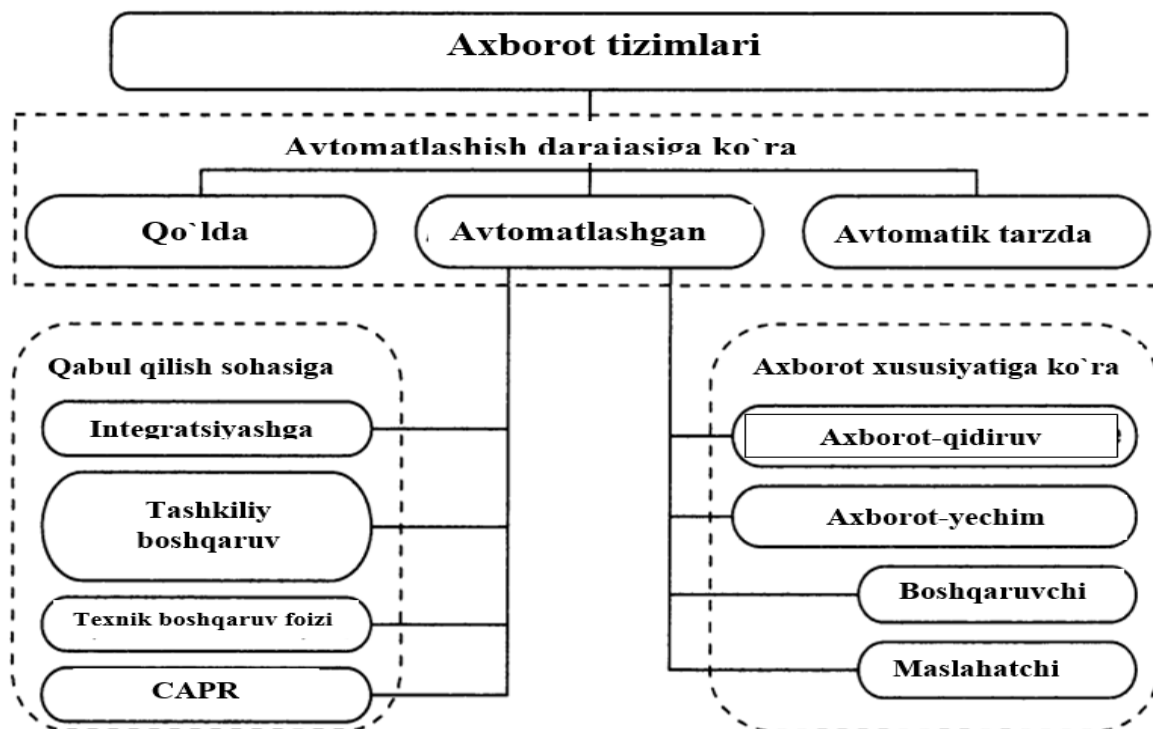 Axborot tizimlari
Avtomatlashish darajasiga ko`ra
Qo`lda
Avtomatlashgan
Avtomatik tarzda
Qabul qilish sohasiga
Integratsiyashga
Tashkiliy
boshqaruv
Texnik boshqaruv foizi
CAPR
Axborot xususiyatiga ko`ra
Axborot-qidiruv
Axborot-yechim
Boshqaruvchi
Maslahatchi